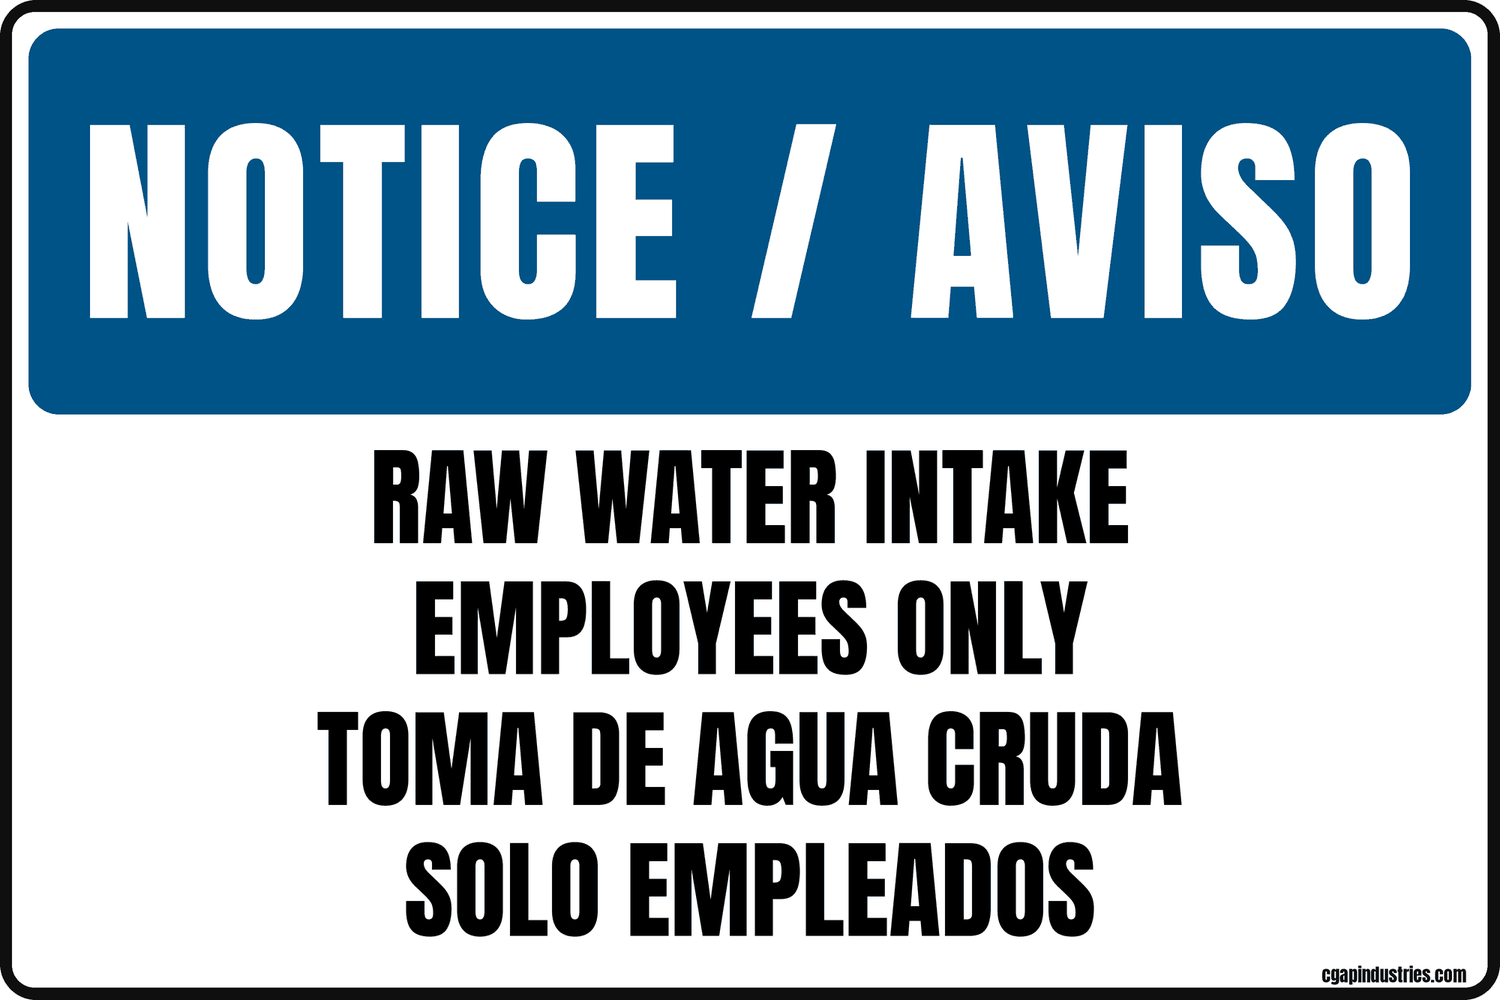 NOTICE / AVISO
RAW WATER INTAKE
EMPLOYEES ONLY
TOMA DE AGUA CRUDA
SOLO EMPLEADOS
cgapindustries.com